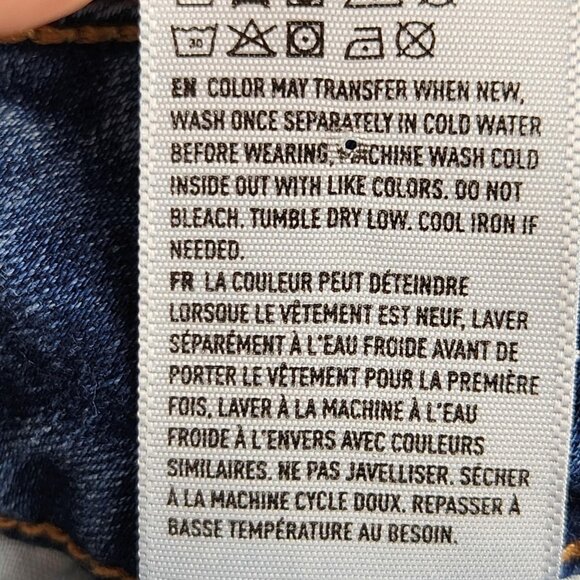 30
EN COLOR MAY TRANSFER WHEN NEW,
WASH ONCE SEPARATELY IN COLD WATER
BEFORE WEARING, MACHINE WASH COLD
INSIDE OUT WITH LIKE COLORS. DO NOT
BLEACH. TUMBLE DRY LOW. COOL IRON IF
NEEDED.
FR LA COULEUR PEUT DÉTEINDRE
LORSQUE LE VÊTEMENT EST NEUF, LAVER
SÉPARÉMENT À L'EAU FROIDE AVANT DE
PORTER LE VÊTEMENT POUR LA PREMIÈRE
FOIS, LAVER À LA MACHINE À L'EAU
FROIDE À L'ENVERS AVEC COULEURS
SIMILAIRES. NE PAS JAVELLISER. SÉCHER
À LA MACHINE CYCLE DOUX. REPASSER À
BASSE TEMPÉRATURE AU BESOIN.